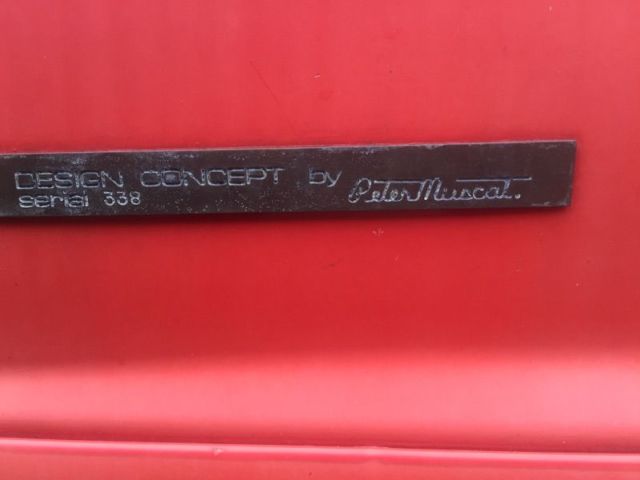 DESIGN CONCEPT by Peter Muscat.
serial 338